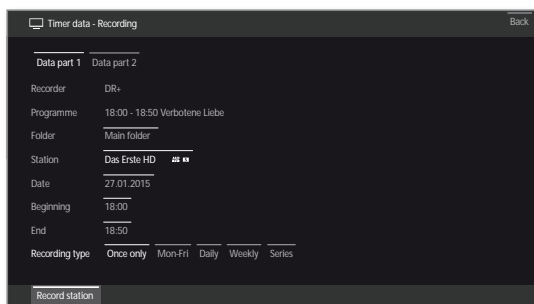 Timer data - Recording Back
Data part 1 Data part 2
Recorder DR+
Programme 18:00 - 18:50 Verbotene Liebe
Folder Main folder
Station Das Erste HD
Date 27.01.2015
Beginning 18:00
End 18:50
Recording type Once only Mon-Fri Daily Weekly Series
Record station